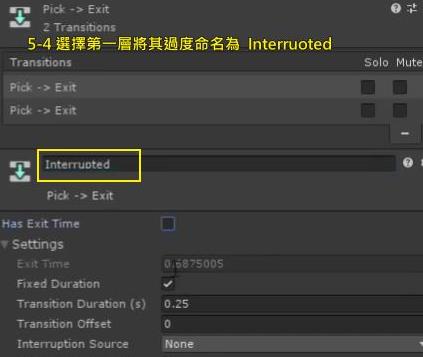 Pick -> Exit
2 Transitions
5-4 選擇第一層將其過度命名為 Interruoted
Transitions Solo Mute
Pick -> Exit
Pick -> Exit
Interrupted
Pick -> Exit
Has Exit Time
Settings
Exit Time 0.6875005
Fixed Duration
Transition Duration (s) 0.25
Transition Offset 0
Interruption Source None